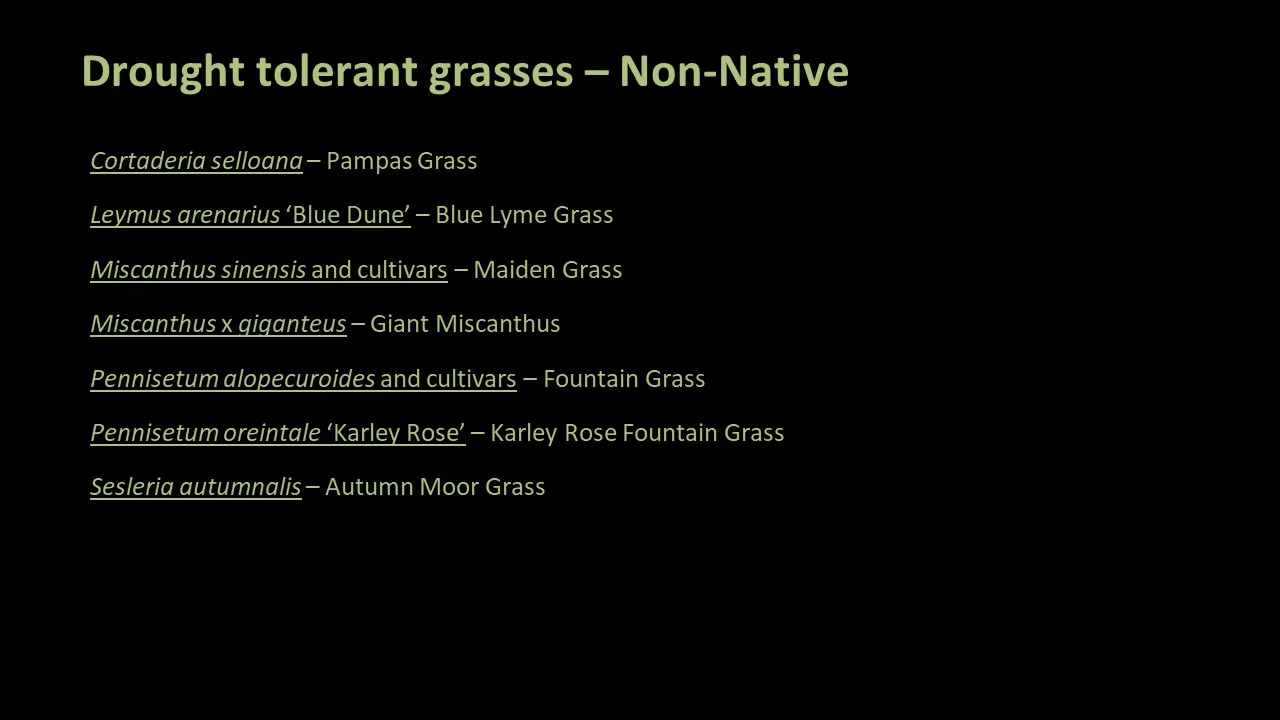 Drought tolerant grasses – Non-Native
Cortaderia selloana – Pampas Grass
Leymus arenarius ‘Blue Dune’ – Blue Lyme Grass
Miscanthus sinensis and cultivars – Maiden Grass
Miscanthus x giganteus – Giant Miscanthus
Pennisetum alopecuroides and cultivars – Fountain Grass
Pennisetum oreintale ‘Karley Rose’ – Karley Rose Fountain Grass
Sesleria autumnalis – Autumn Moor Grass